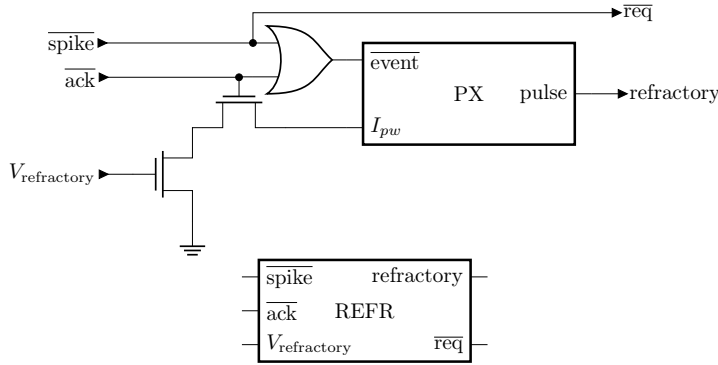 req
spike
event
ack
PX
pulse
refractory
I_pw
V_refractory
spike
refractory
ack
REFR
V_refractory
req